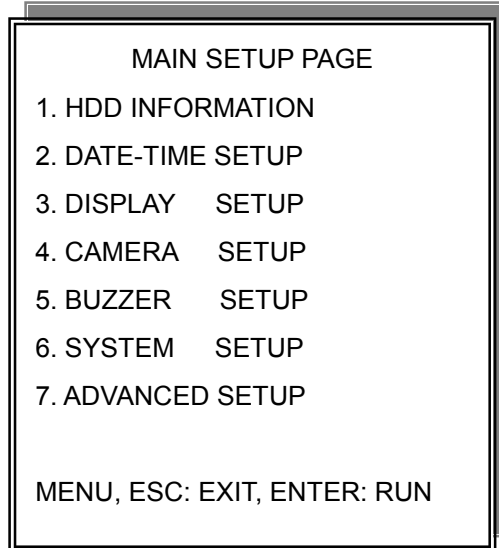 MAIN SETUP PAGE
1. HDD INFORMATION
2. DATE-TIME SETUP
3. DISPLAY SETUP
4. CAMERA SETUP
5. BUZZER SETUP
6. SYSTEM SETUP
7. ADVANCED SETUP
MENU, ESC: EXIT, ENTER: RUN